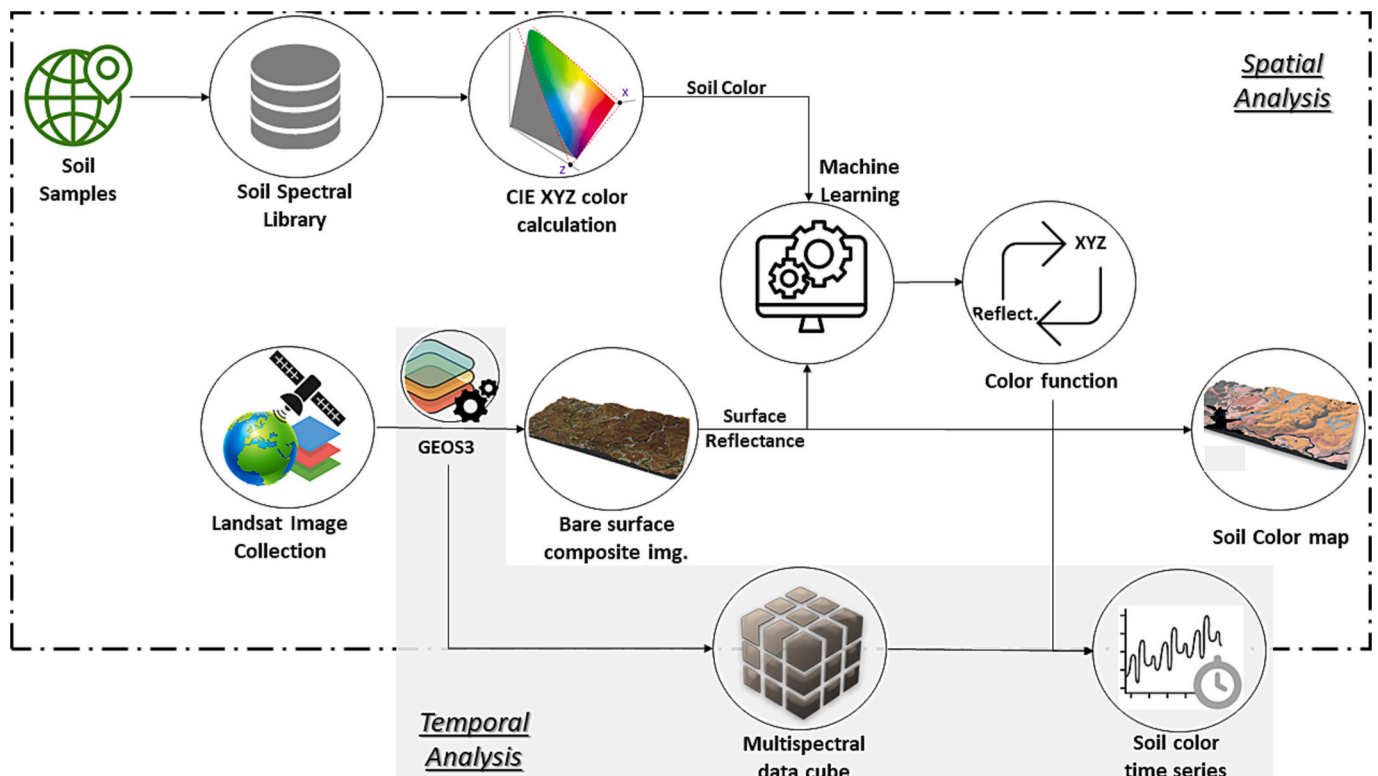 Spatial
Analysis
Soil
Samples
Soil Spectral
Library
X
Z
CIE XYZ color
calculation
Soil Color
Machine
Learning
XYZ
Reflect.
Color function
Landsat Image
Collection
GEOS3
Bare surface
composite img.
Surface
Reflectance
Soil Color map
Temporal
Analysis
Multispectral
data cube
Soil color
time series